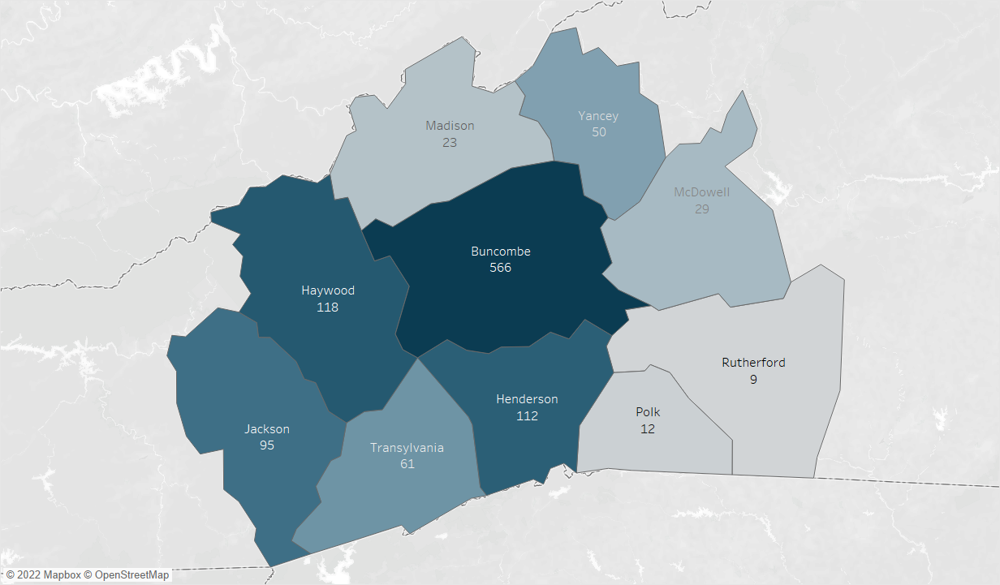 Madison
23
Yancey
50
McDowell
29
Buncombe
566
Haywood
118
Rutherford
9
Henderson
112
Polk
12
Jackson
95
Transylvania
61
© 2022 Mapbox © OpenStreetMap